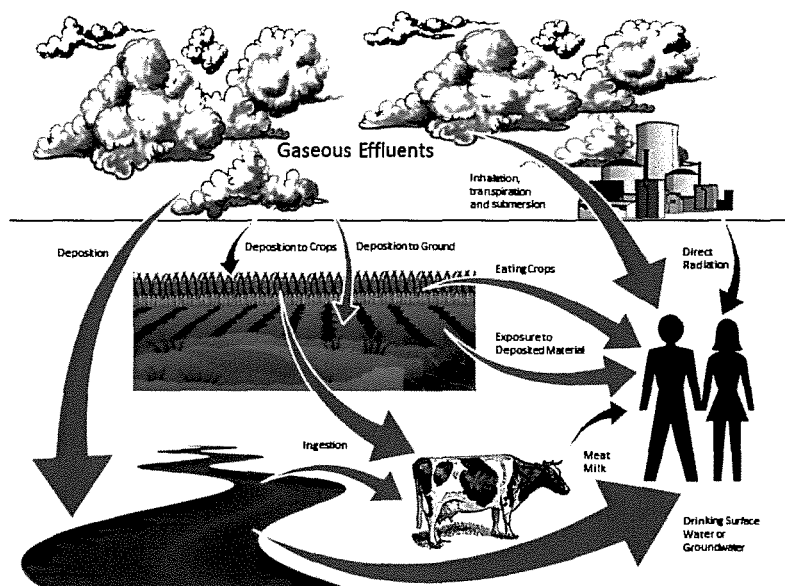 Gaseous Effluents
Inhalation,
transpiration
and submersion
Deposition
Deposition to Crops
Deposition to Ground
Eating Crops
Direct
Radiation
Exposure to
Deposited Material
Ingestion
Meat
Milk
Drinking Surface
Water or
Groundwater